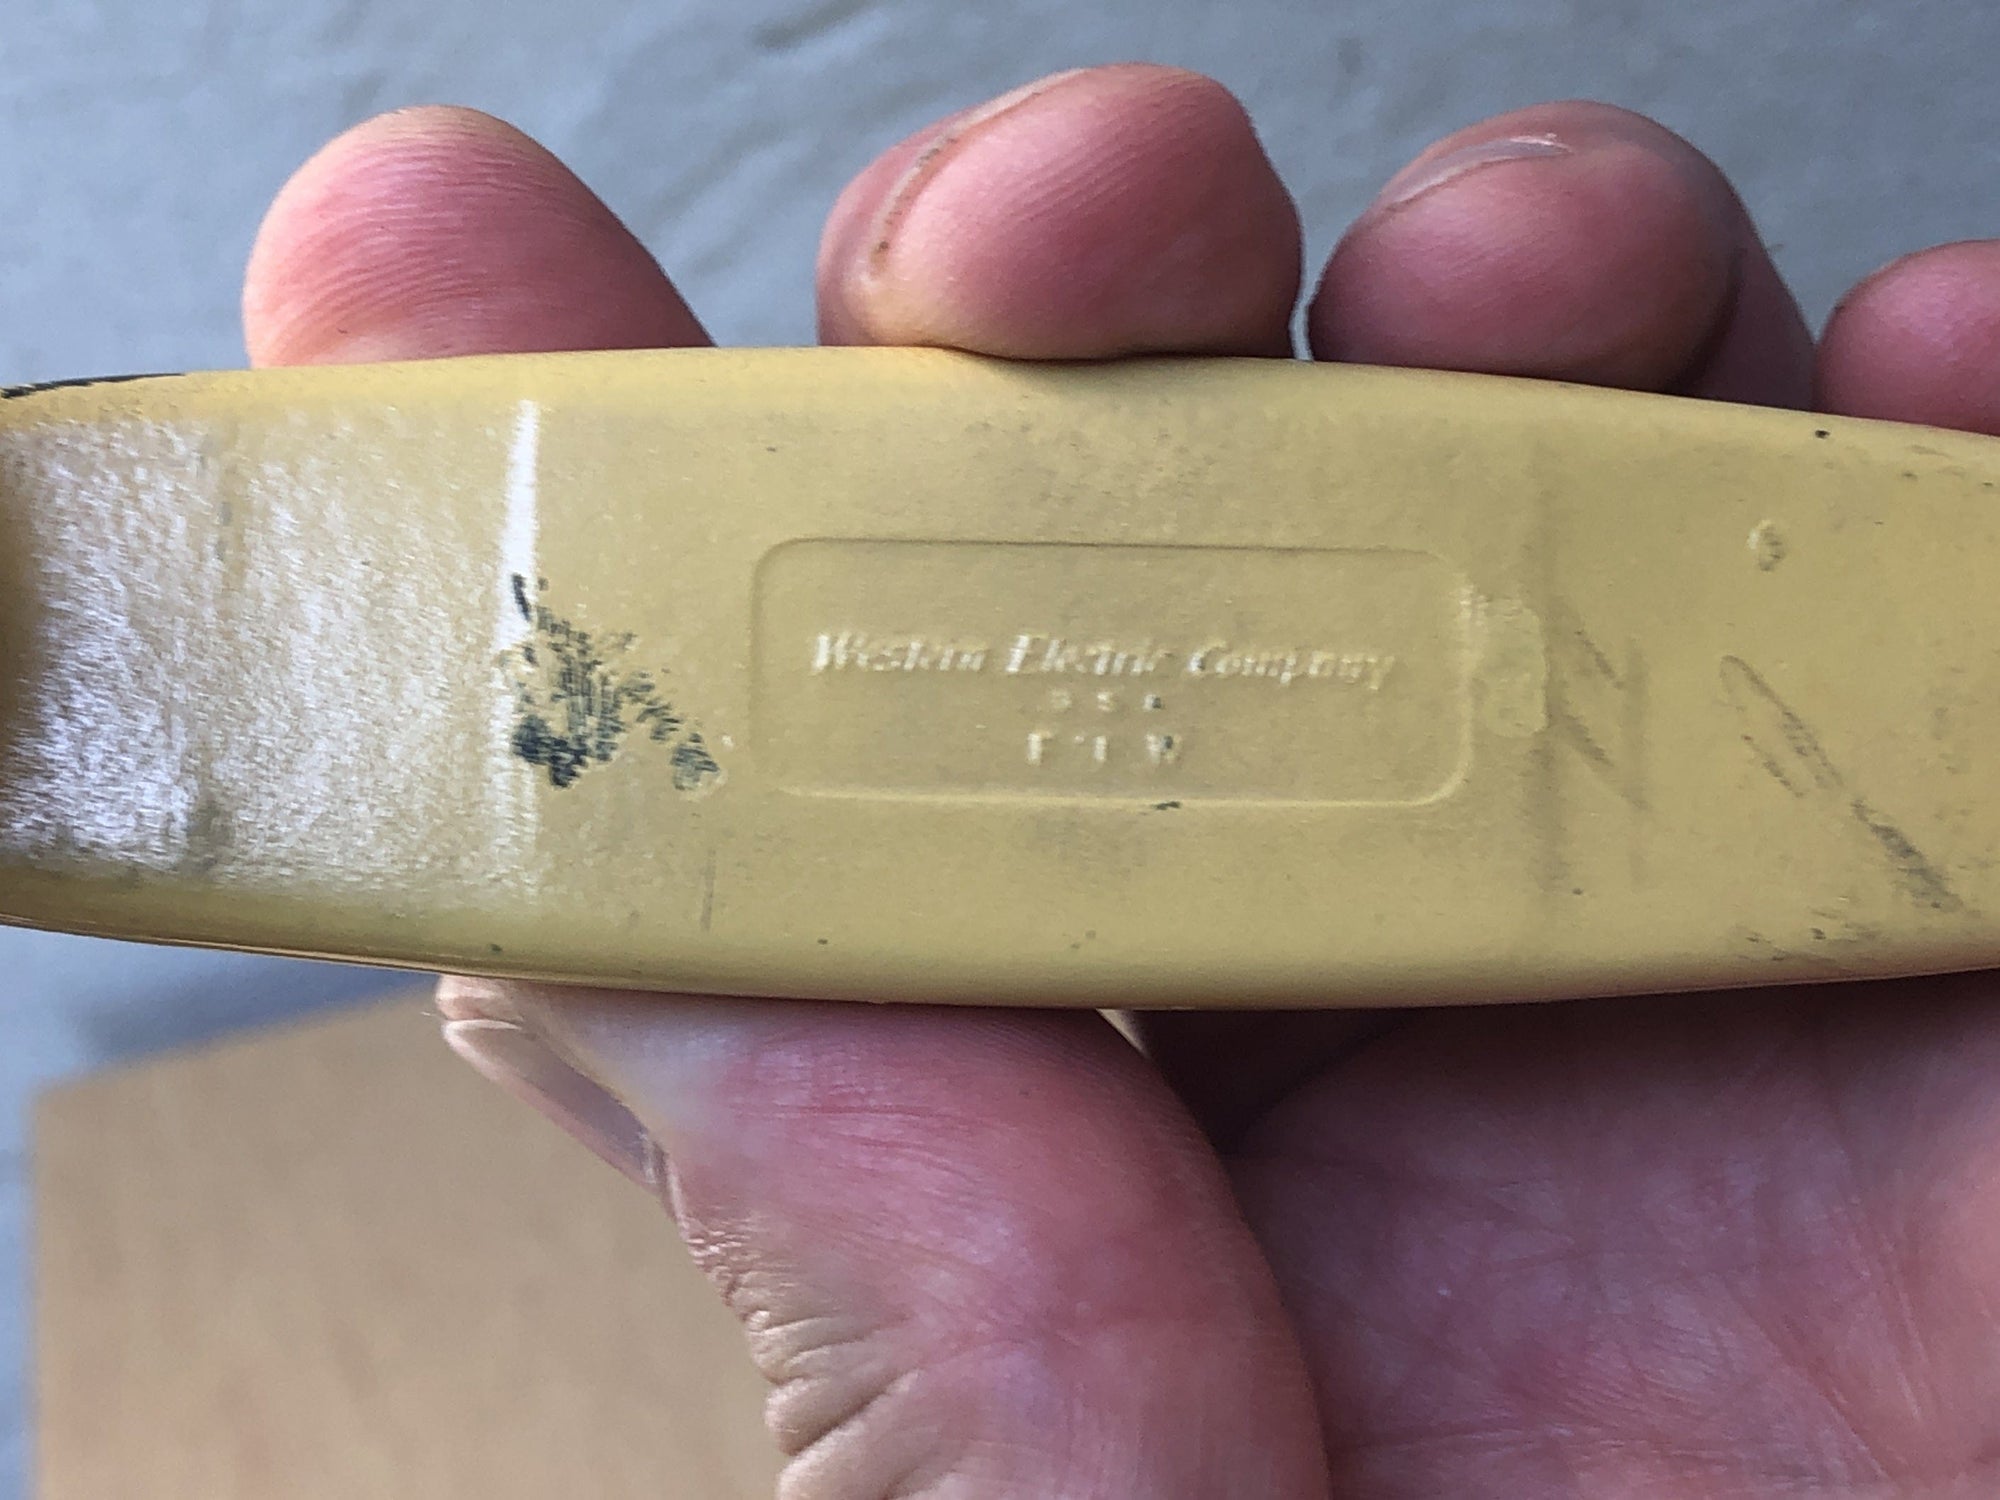 Western Electric Company
U S A